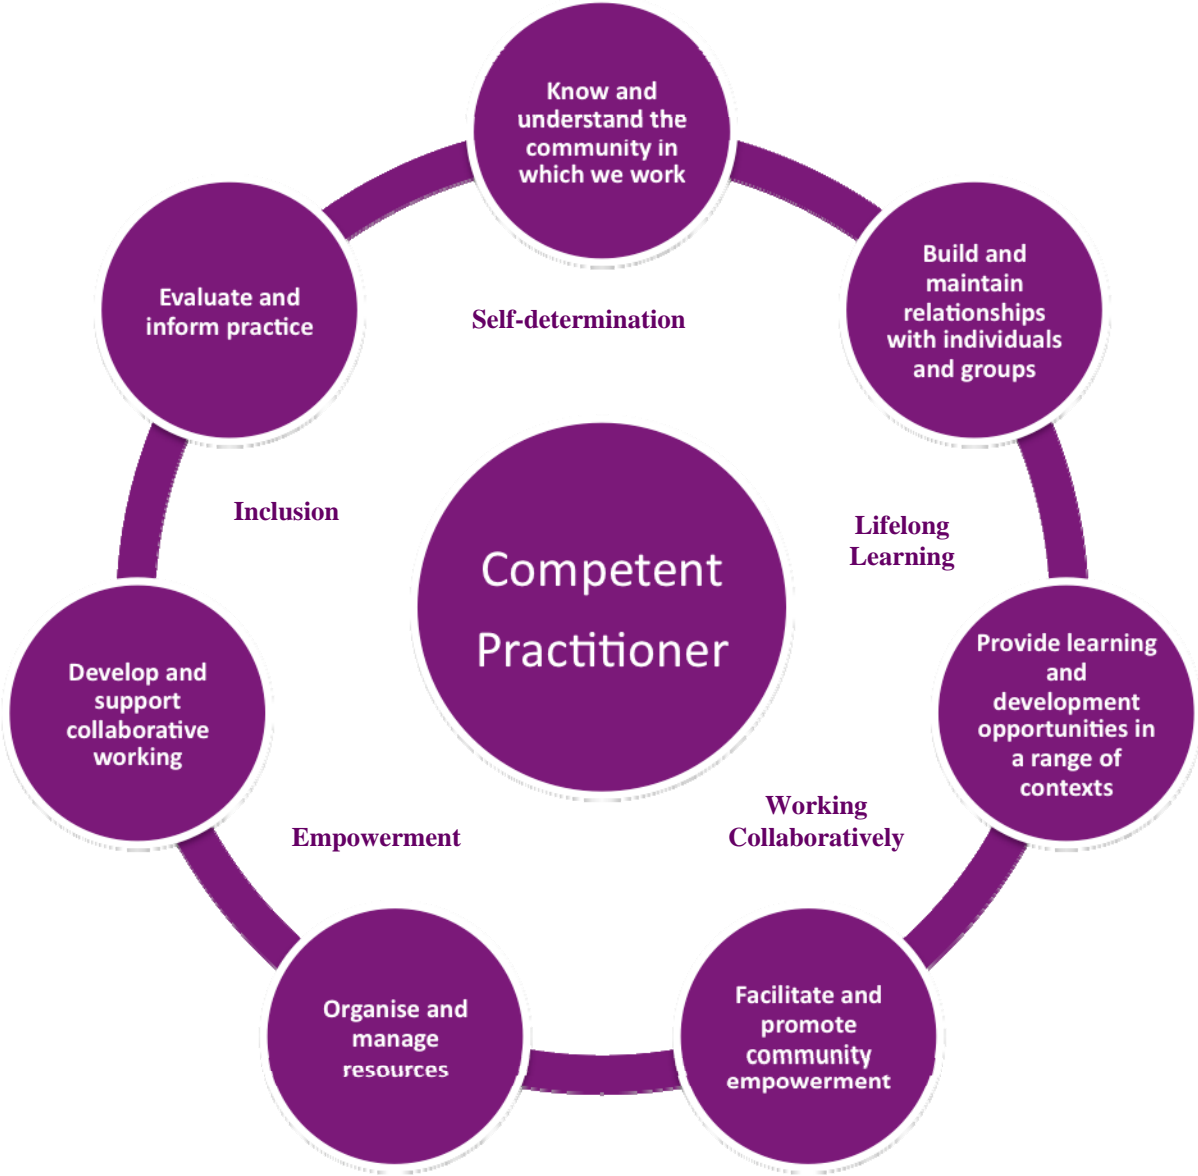 Know and
understand the
community in
which we work
Build and
maintain
relationships
with individuals
and groups
Evaluate and
inform practice
Self-determination
Inclusion
Lifelong
Learning
Competent
Practitioner
Provide learning
and
development
opportunities in
a range of
contexts
Develop and
support
collaborative
working
Empowerment
Working
Collaboratively
Organise and
manage
resources
Facilitate and
promote
community
empowerment